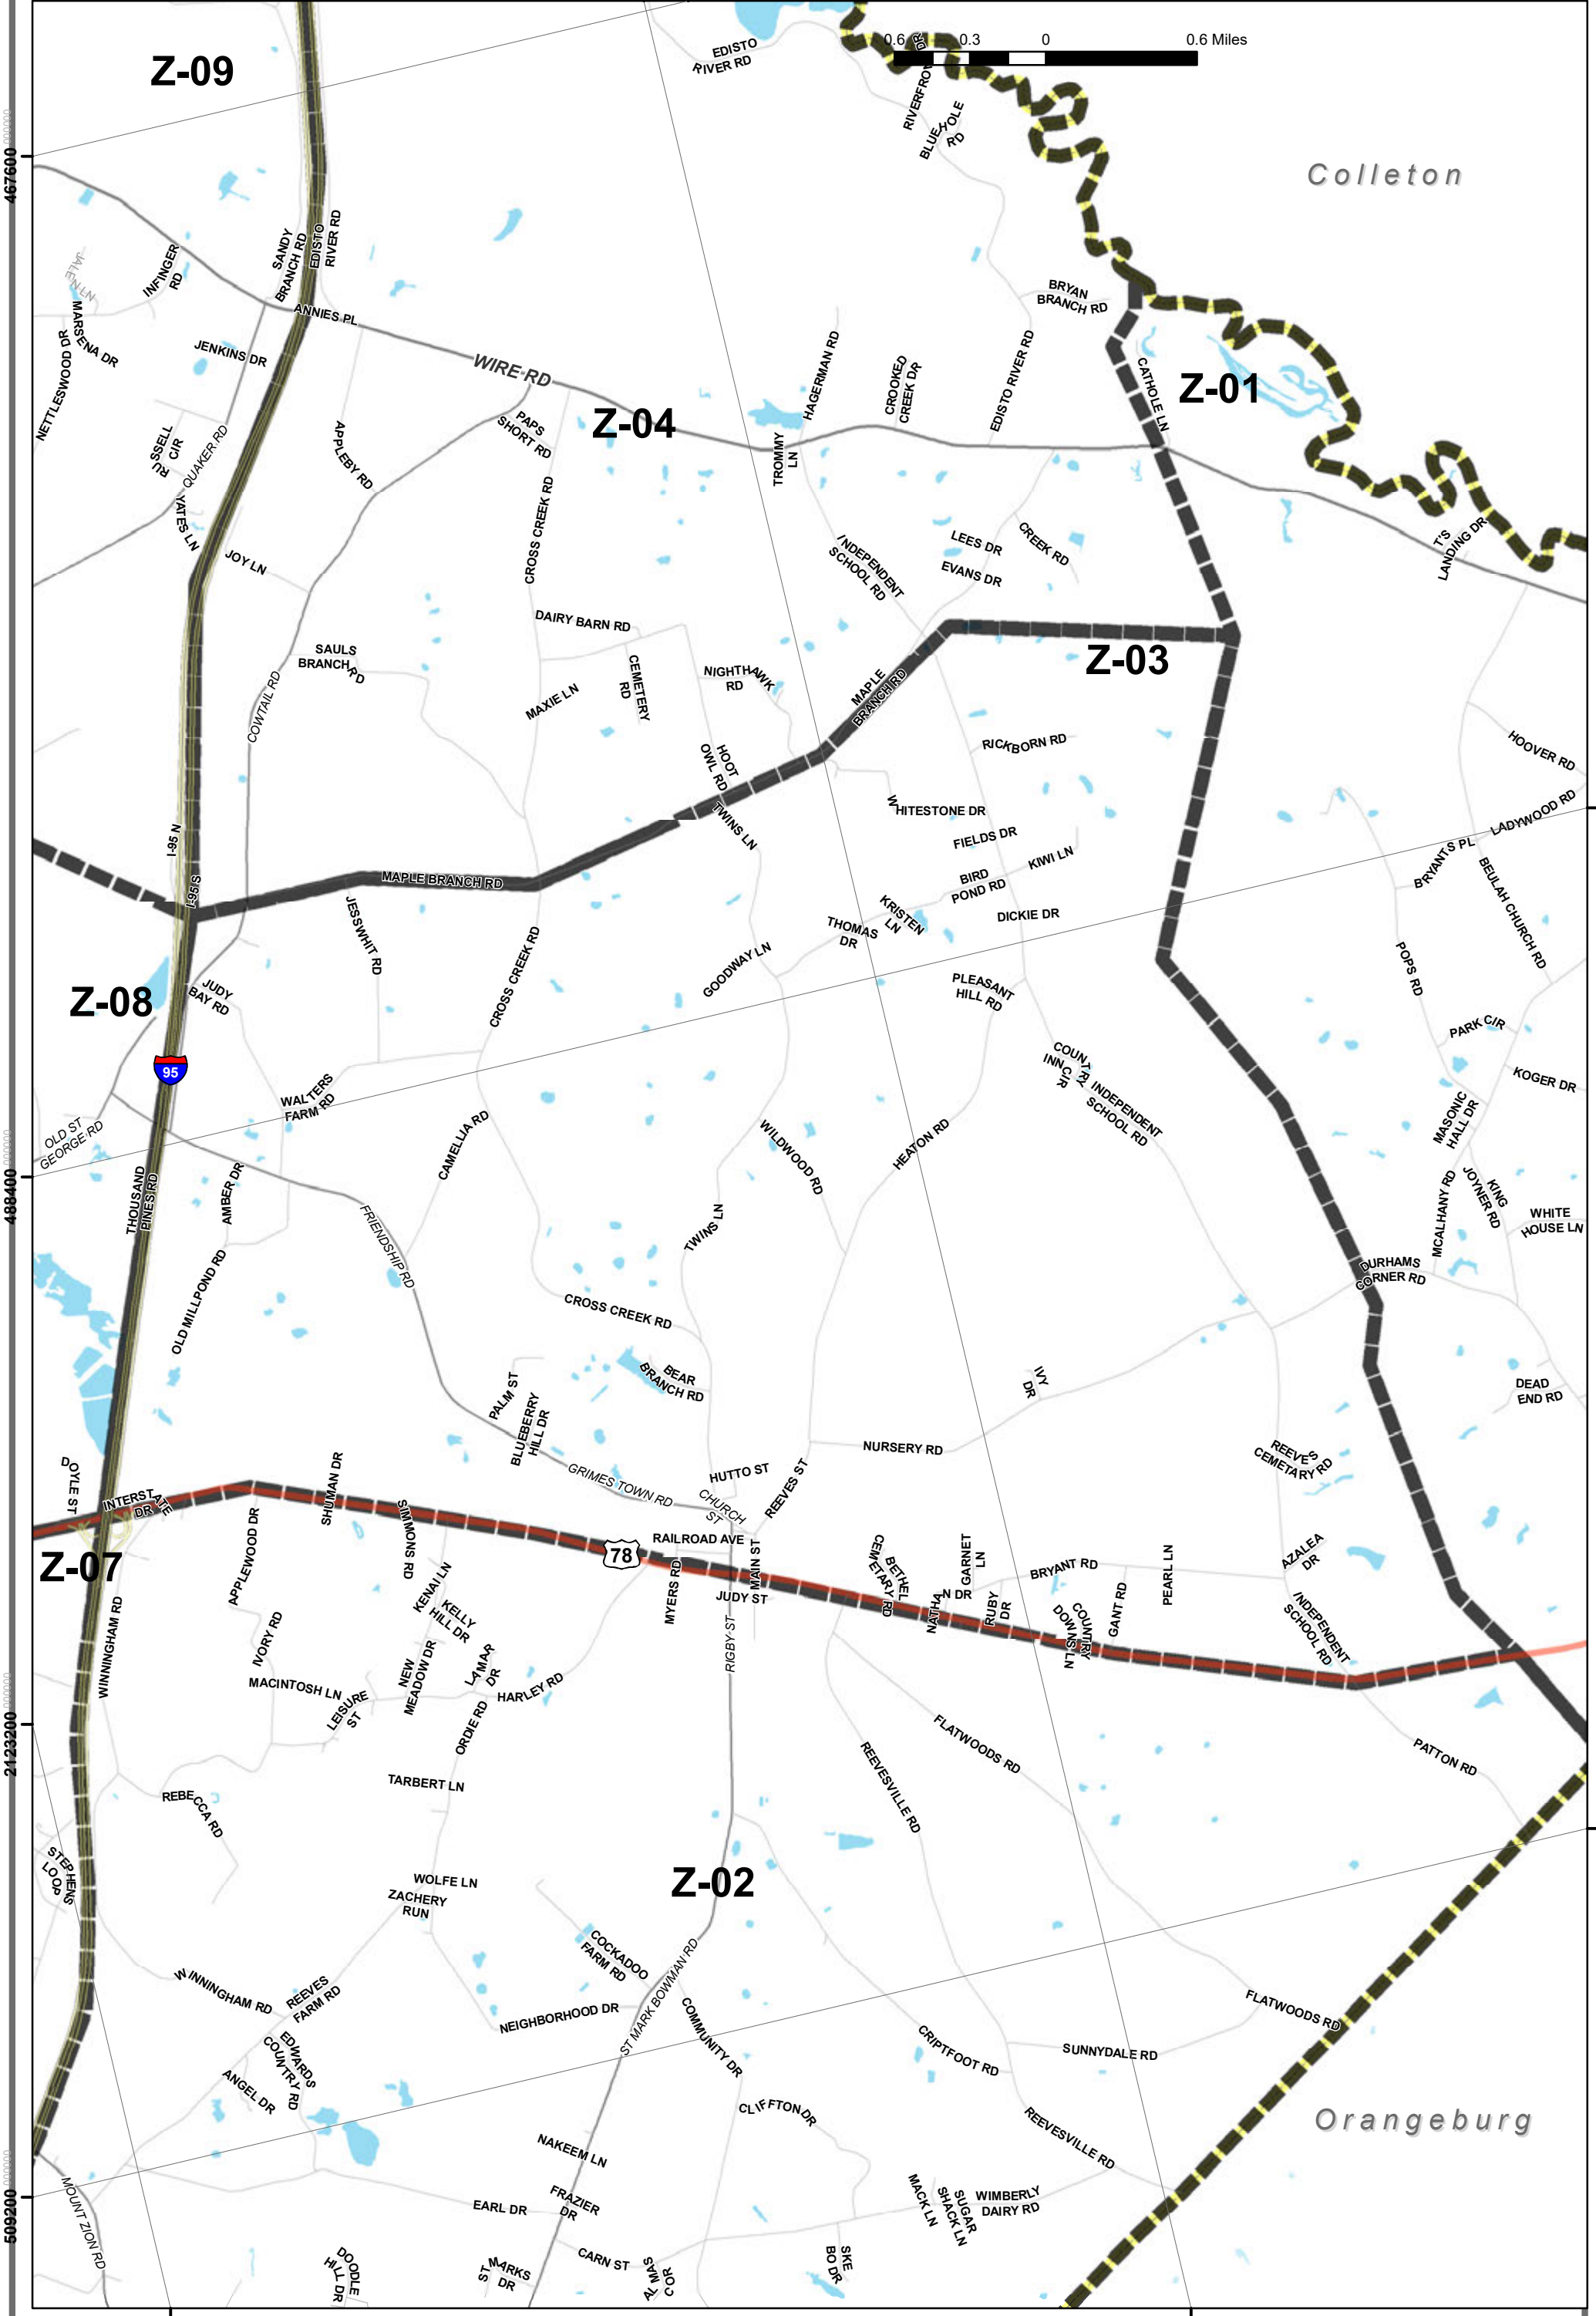 Z-09
EDISTO
RIVER RD
0.6 0.3 0 0.6 Miles
RIVERFRONT DR
BLUE HOLE
RD
467600
Colleton
SANDY
BRANCH RD
EDISTO
RIVER RD
INFINGER
RD
JALEN LN
MARSENA DR
NETTLESWOOD DR
ANNIES PL
JENKINS DR
WIRE RD
BRYAN
BRANCH RD
HAGERMAN RD
CROOKED
CREEK DR
EDISTO RIVER RD
CATHOLE LN
Z-01
Z-04
PAPS
SHORT RD
RUSSELL
CIR
QUAKER RD
APPLEBY RD
TROMMY
LN
YATES LN
JOY LN
CROSS CREEK RD
INDEPENDENT
SCHOOL RD
LEES DR
CREEK RD
EVANS DR
T'S
LANDING DR
DAIRY BARN RD
SAULS
BRANCH RD
COWTAIL RD
MAXIE LN
CEMETERY
RD
NIGHTHAWK
RD
MAPLE
BRANCH RD
Z-03
RICKBORN RD
HOOVER RD
HOOT
OWL RD
TWINS LN
WHITESTONE DR
FIELDS DR
LADYWOOD RD
I-95 N
BRYANTS PL
KIWI LN
BIRD
POND RD
MAPLE BRANCH RD
I-95 S
BEULAH CHURCH RD
JESSWHIT RD
KRISTEN
LN
DICKIE DR
THOMAS
DR
CROSS CREEK RD
GOODWAY LN
POPS RD
Z-08
JUDY
BAY RD
PLEASANT
HILL RD
PARK CIR
95
COUNTRY
INN CIR
KOGER DR
WALTERS
FARM RD
INDEPENDENT
SCHOOL RD
MASONIC
HALL DR
OLD ST
GEORGE RD
CAMELLIA RD
WILDWOOD RD
HEATON RD
488400
THOUSAND
PINES RD
AMBER DR
MCALHANY RD
KING
JOYNER RD
WHITE
HOUSE LN
FRIENDSHIP RD
TWINS LN
OLD MILLPOND RD
DURHAMS
CORNER RD
CROSS CREEK RD
BEAR
BRANCH RD
IVY
DR
DEAD
END RD
PALM ST
BLUEBERRY
HILL DR
NURSERY RD
REEVES
CEMETARY RD
DOYLE ST
SHUMAN DR
GRIMES TOWN RD
HUTTO ST
REEVES ST
CHURCH
ST
INTERSTATE
DR
SIMMONS RD
APPLEWOOD DR
78
RAILROAD AVE
MAIN ST
MYERS RD
JUDY ST
BETHEL
CEMETARY RD
GARNET
LN
NATHAN DR
RUBY
DR
BRYANT RD
PEARL LN
AZALEA
DR
Z-07
KENAI LN
KELLY
HILL DR
COUNTRY
DOWNS LN
GANT RD
INDEPENDENT
SCHOOL RD
WINNINGHAM RD
IVORY RD
RIGBY ST
NEW
MEADOW DR
LAMAR
DR
HARLEY RD
MACINTOSH LN
LEISURE
ST
ORDIE RD
2123200
FLATWOODS RD
PATTON RD
REEVESVILLE RD
TARBERT LN
REBECCA RD
STEPHENS
LOOP
Z-02
WOLFE LN
ZACHERY
RUN
COCKADOO
FARM RD
ST MARK BOWMAN RD
WINNINGHAM RD
REEVES
FARM RD
NEIGHBORHOOD DR
COMMUNITY DR
FLATWOODS RD
EDWARDS
COUNTRY RD
CRIPTFOOT RD
SUNNYDALE RD
ANGEL DR
CLIFFTON DR
Orangeburg
REEVESVILLE RD
NAKEEM LN
509200
MOUNT ZION RD
EARL DR
FRAZIER
DR
MACK LN
SUGAR
SHACK LN
WIMBERLY
DAIRY RD
DOODLE
HILL DR
ST MARKS
DR
CARN ST
SKE
BO DR